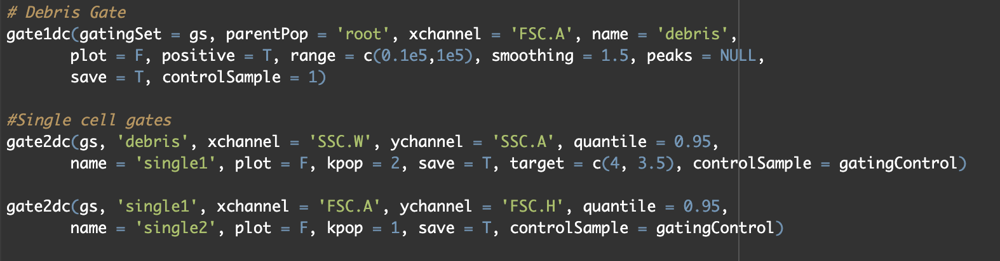 # Debris Gate
gate1dc(gatingSet = gs, parentPop = 'root', xchannel = 'FSC.A', name = 'debris',
plot = F, positive = T, range = c(0.1e5,1e5), smoothing = 1.5, peaks = NULL,
save = T, controlSample = 1)
#Single cell gates
gate2dc(gs, 'debris', xchannel = 'SSC.W', ychannel = 'SSC.A', quantile = 0.95,
name = 'single1', plot = F, kpop = 2, save = T, target = c(4, 3.5), controlSample = gatingControl)
gate2dc(gs, 'single1', xchannel = 'FSC.A', ychannel = 'FSC.H', quantile = 0.95,
name = 'single2', plot = F, kpop = 1, save = T, controlSample = gatingControl)